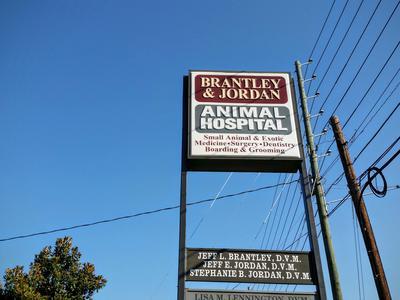 BRANTLEY
& JORDAN
ANIMAL
HOSPITAL
Small Animal & Exotic
Medicine•Surgery•Dentistry
Boarding & Grooming
JEFF L. BRANTLEY, D.V.M.
JEFF E. JORDAN, D.V.M.
STEPHANIE B. JORDAN, D.V.M.
LISA M. LENNINGTON, DVM